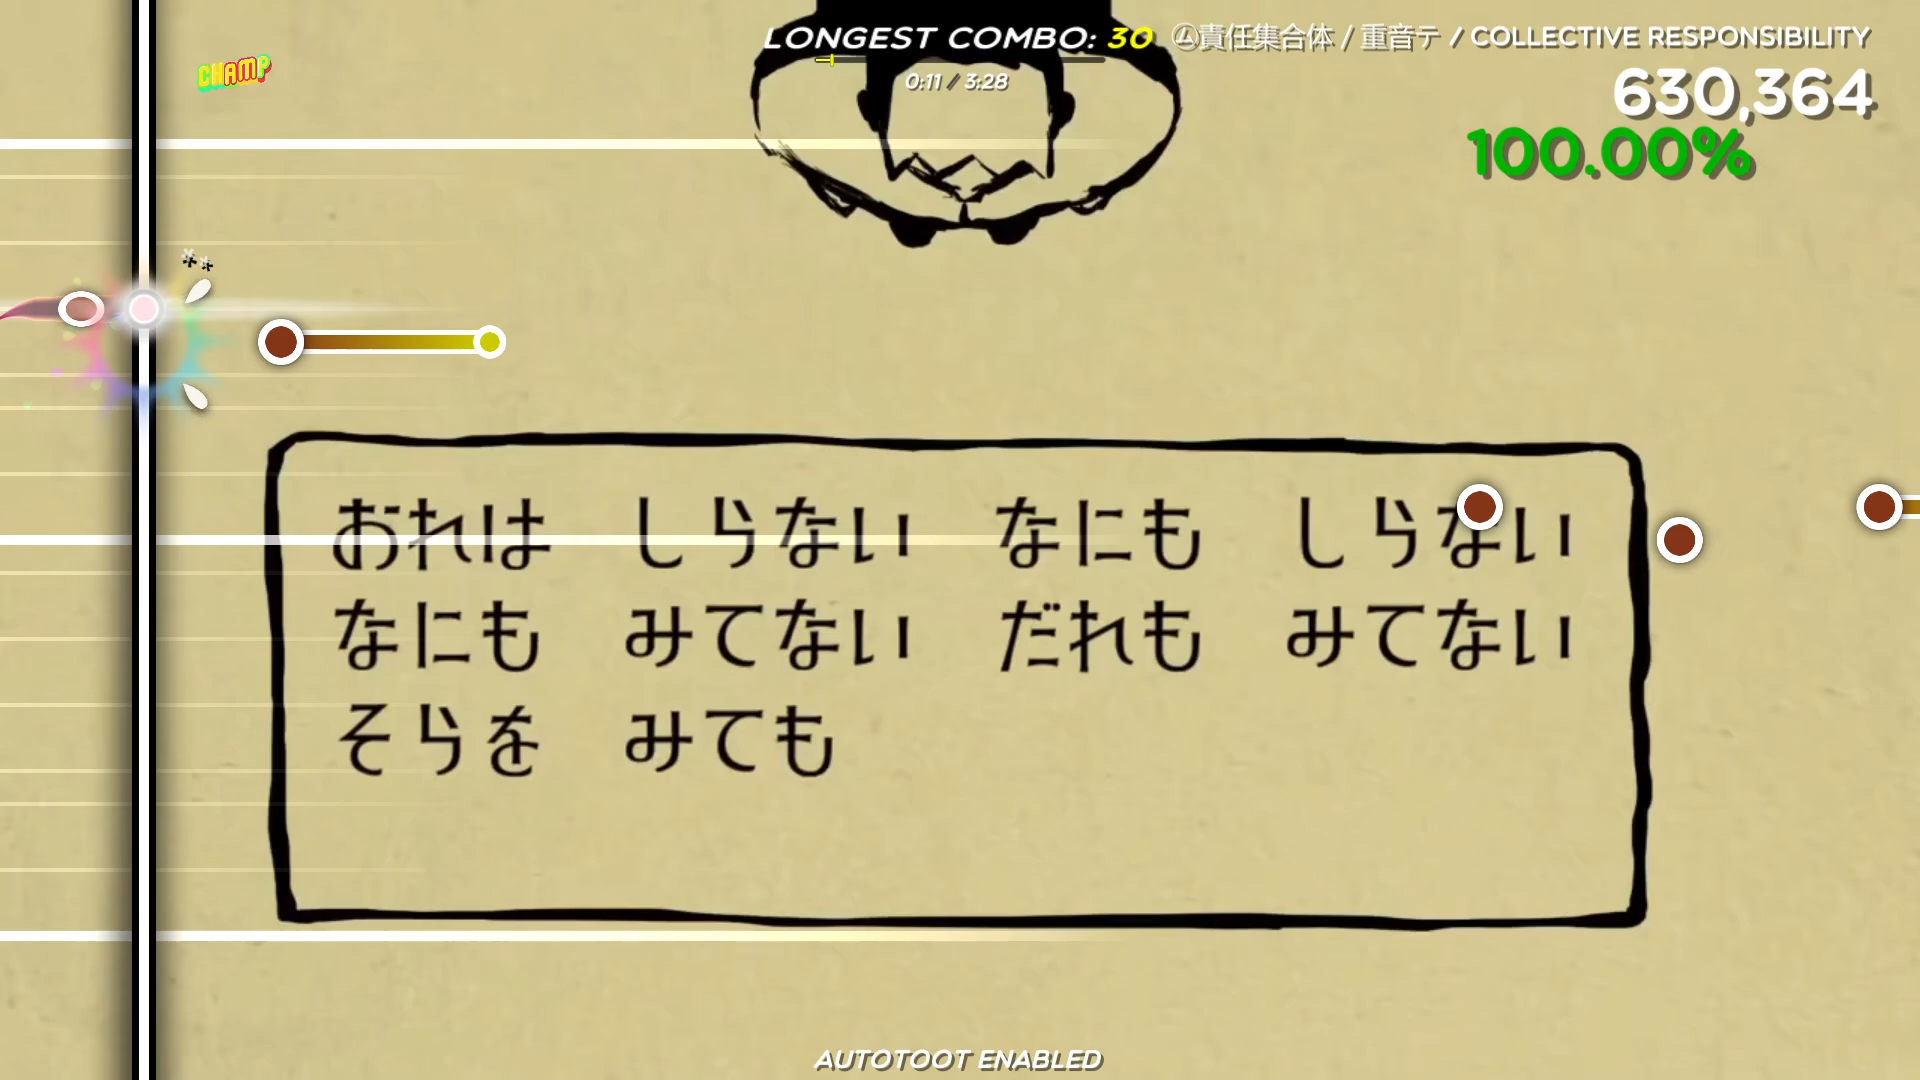 LONGEST COMBO: 30
Ⓐ責任集合体 / 重音テ / COLLECTIVE RESPONSIBILITY
0:11 / 3:28
630,364
100.00%
CHAMP
おれは しらない なにも しらない
なにも みてない だれも みてない
そらを みても
AUTOTOOT ENABLED